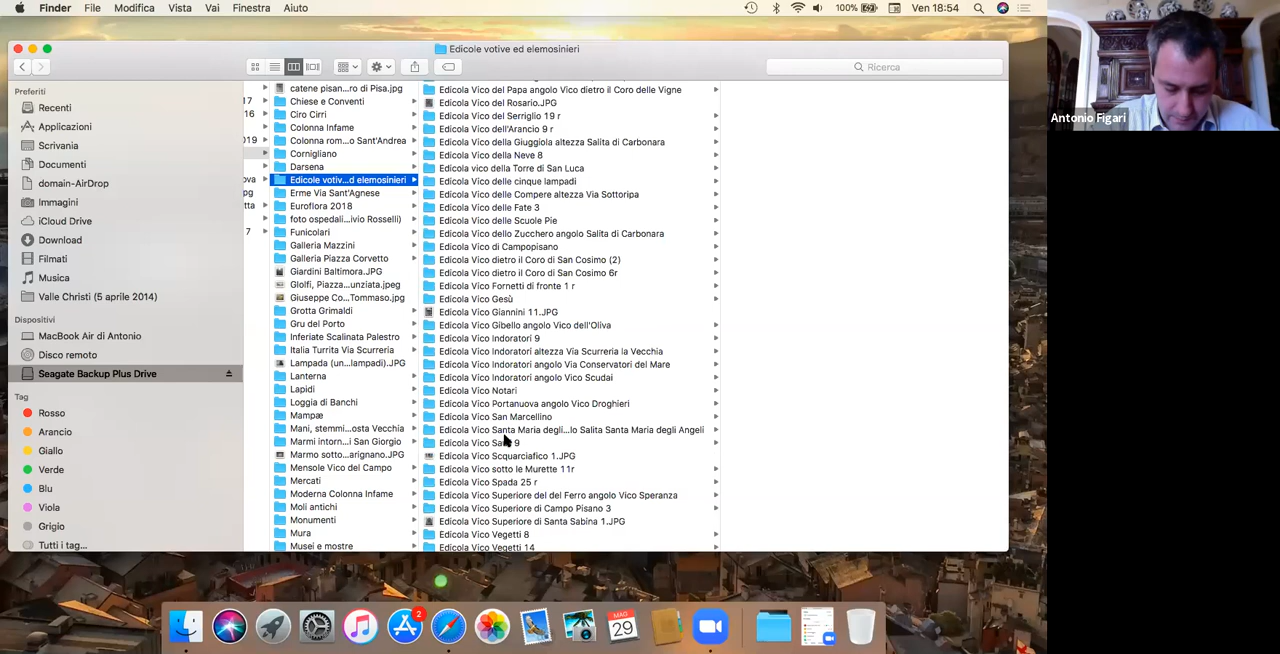 Finder File Modifica Vista Vai Finestra Aiuto 100% Ven 18:54
Edicole votive ed elemosinieri
Ricerca
Preferiti
Recenti
Applicazioni
Scrivania
Documenti
domain-AirDrop
Immagini
iCloud Drive
Download
Filmati
Musica
Valle Christi (5 aprile 2014)
Dispositivi
MacBook Air di Antonio
Disco remoto
Seagate Backup Plus Drive
Tag
Rosso
Arancio
Giallo
Verde
Blu
Viola
Grigio
Tutti i tag...
17
16
019
ova
pg
etta
7
catene pisan...ro di Pisa.jpg
Chiese e Conventi
Ciro Cirri
Colonna Infame
Colonna rom...o Sant'Andrea
Cornigliano
Darsena
Edicole votiv...d elemosinieri
Erme Via Sant'Agnese
Euroflora 2018
foto ospedali...ivio Rosselli)
Funicolari
Galleria Mazzini
Galleria Piazza Corvetto
Giardini Baltimora.JPG
GIolfi, Piazza...unziata.jpeg
Giuseppe Co...Tommaso.jpg
Grotta Grimaldi
Gru del Porto
Inferiate Scalinata Palestro
Italia Turrita Via Scurreria
Lampada (un...lampadi).JPG
Lanterna
Lapidi
Loggia di Banchi
Mampæ
Mani, stemmi...osta Vecchia
Marmi intorn...i San Giorgio
Marmo sotto...arignano.JPG
Mensole Vico del Campo
Mercati
Moderna Colonna Infame
Moli antichi
Monumenti
Mura
Musei e mostre
Edicola Vico del Papa angolo Vico dietro il Coro delle Vigne
Edicola Vico del Rosario.JPG
Edicola Vico del Serriglio 19 r
Edicola Vico dell'Arancio 9 r
Edicola Vico della Giuggiola altezza Salita di Carbonara
Edicola Vico della Neve 8
Edicola vico della Torre di San Luca
Edicola Vico delle cinque lampadi
Edicola Vico delle Compere altezza Via Sottoripa
Edicola Vico delle Fate 3
Edicola Vico delle Scuole Pie
Edicola Vico dello Zucchero angolo Salita di Carbonara
Edicola Vico di Campopisano
Edicola Vico dietro il Coro di San Cosimo (2)
Edicola Vico dietro il Coro di San Cosimo 6r
Edicola Vico Fornetti di fronte 1 r
Edicola Vico Gesù
Edicola Vico Giannini 11.JPG
Edicola Vico Gibello angolo Vico dell'Oliva
Edicola Vico Indoratori 9
Edicola Vico Indoratori altezza Via Scurreria la Vecchia
Edicola Vico Indoratori angolo Via Conservatori del Mare
Edicola Vico Indoratori angolo Vico Scudai
Edicola Vico Notari
Edicola Vico Portanuova angolo Vico Droghieri
Edicola Vico San Marcellino
Edicola Vico Santa Maria degli...lo Salita Santa Maria degli Angeli
Edicola Vico 9
Edicola Vico Scquarciafico 1.JPG
Edicola Vico sotto le Murette 11r
Edicola Vico Spada 25 r
Edicola Vico Superiore del del Ferro angolo Vico Speranza
Edicola Vico Superiore di Campo Pisano 3
Edicola Vico Superiore di Santa Sabina 1.JPG
Edicola Vico Vegetti 8
Edicola Vico Vegetti 14
2
MAG
29
Antonio Figari